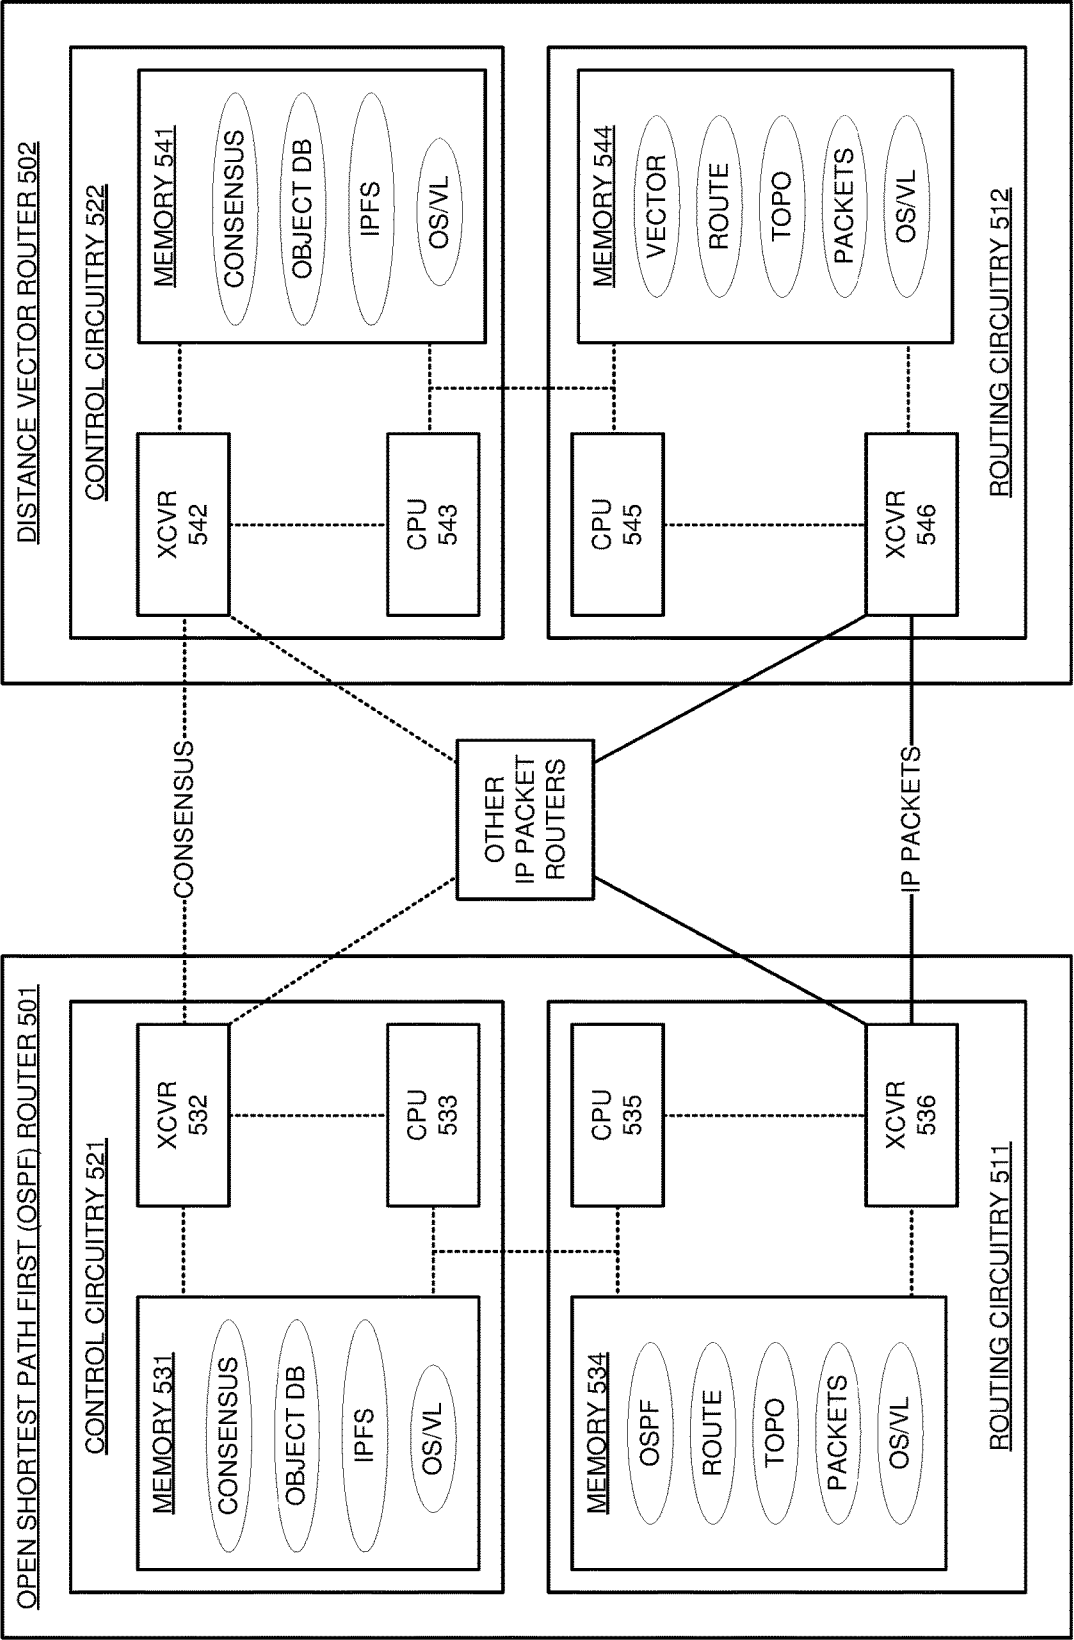 OPEN SHORTEST PATH FIRST (OSPF) ROUTER 501
CONTROL CIRCUITRY 521
MEMORY 531
CONSENSUS
OBJECT DB
IPFS
OS/VL
XCVR
532
CPU
533
ROUTING CIRCUITRY 511
MEMORY 534
OSPF
ROUTE
TOPO
PACKETS
OS/VL
CPU
535
XCVR
536
CONSENSUS
OTHER
IP PACKET
ROUTERS
IP PACKETS
DISTANCE VECTOR ROUTER 502
CONTROL CIRCUITRY 522
XCVR
542
CPU
543
MEMORY 541
CONSENSUS
OBJECT DB
IPFS
OS/VL
CPU
545
XCVR
546
MEMORY 544
VECTOR
ROUTE
TOPO
PACKETS
OS/VL
ROUTING CIRCUITRY 512